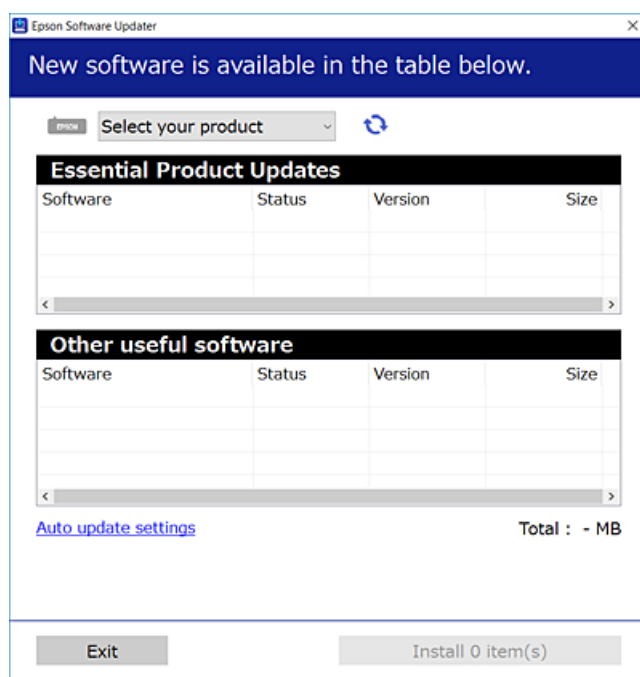 Epson Software Updater
New software is available in the table below.
EPSON Select your product
Essential Product Updates
Software Status Version Size
Other useful software
Software Status Version Size
Auto update settings Total : - MB
Exit Install 0 item(s)